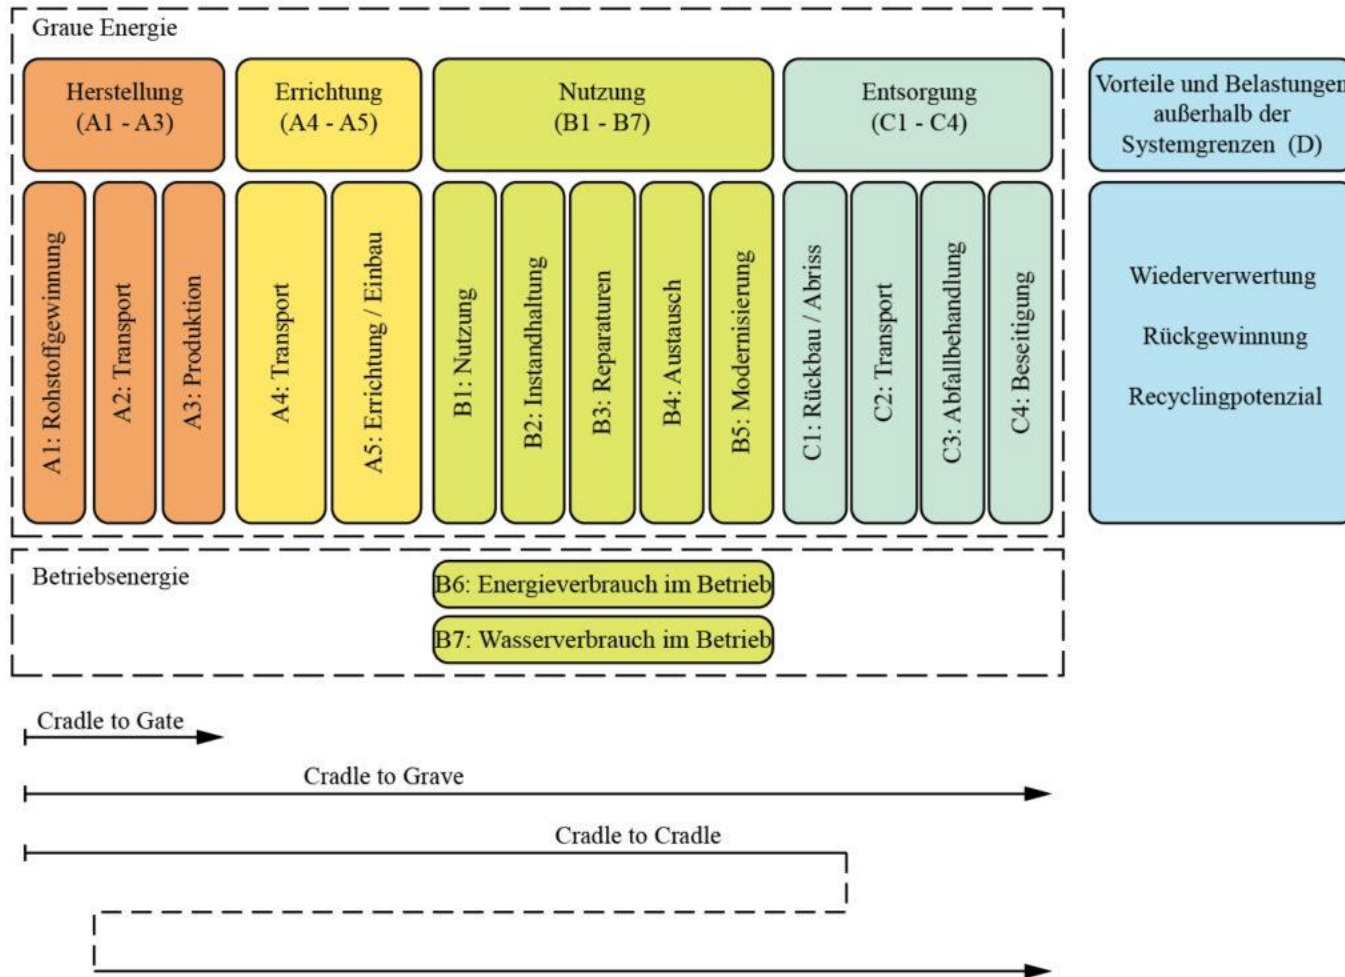 Graue Energie
Herstellung
(A1 - A3)
Errichtung
(A4 - A5)
Nutzung
(B1 - B7)
Entsorgung
(C1 - C4)
Vorteile und Belastungen
außerhalb der
Systemgrenzen (D)
A1: Rohstoffgewinnung
A2: Transport
A3: Produktion
A4: Transport
A5: Errichtung / Einbau
B1: Nutzung
B2: Instandhaltung
B3: Reparaturen
B4: Austausch
B5: Modernisierung
C1: Rückbau / Abriss
C2: Transport
C3: Abfallbehandlung
C4: Beseitigung
Wiederverwertung
Rückgewinnung
Recyclingpotenzial
Betriebsenergie
B6: Energieverbrauch im Betrieb
B7: Wasserverbrauch im Betrieb
Cradle to Gate
Cradle to Grave
Cradle to Cradle